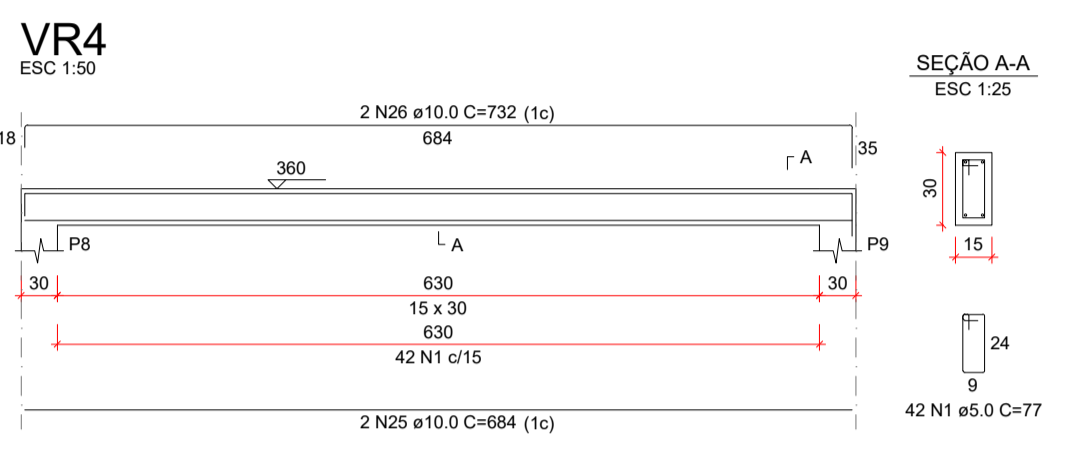 VR4
ESC 1:50
2 N26 ø10.0 C=732 (1c)
18
684
35
A
360
P8
A
P9
30
630
30
15 x 30
630
42 N1 c/15
2 N25 ø10.0 C=684 (1c)
SEÇÃO A-A
ESC 1:25
30
15
24
9
42 N1 ø5.0 C=77